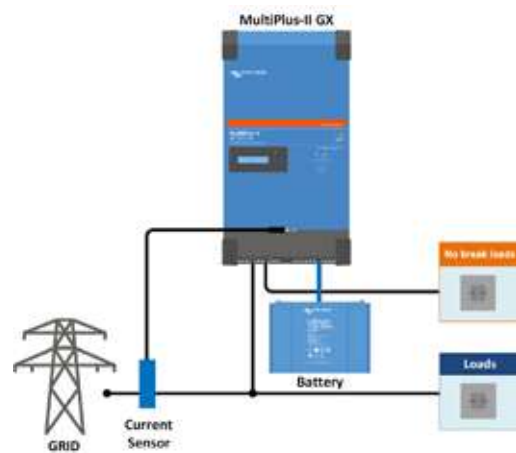 MultiPlus-II GX
No break loads
Loads
Battery
Current
Sensor
GRID